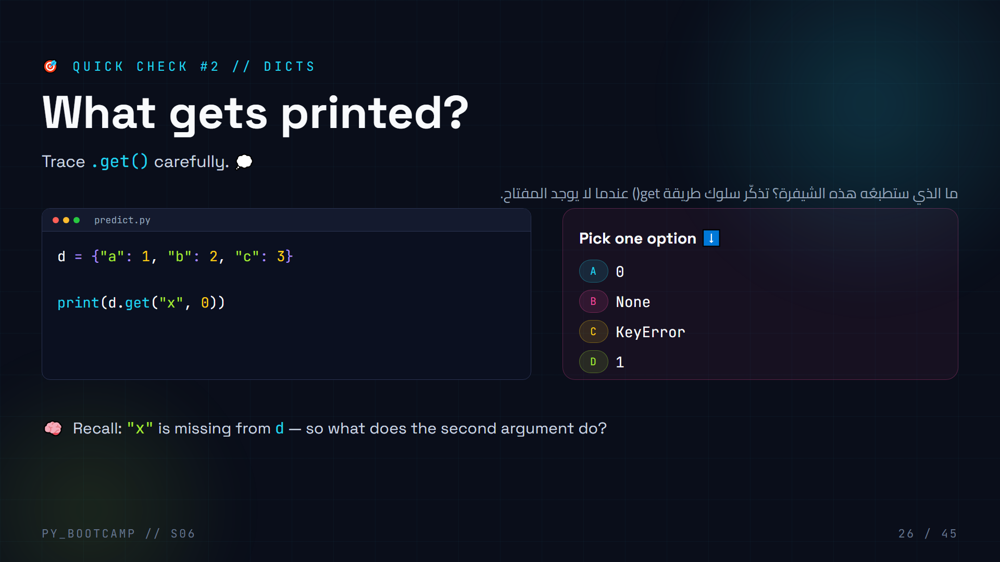 🎯 QUICK CHECK #2 // DICTS
What gets printed?
Trace .get() carefully. 💭
ما الذي ستطبعُه هذه الشيفرة؟ تذكّر سلوك طريقة get() عندما لا يوجد المفتاح.
predict.py
d = {"a": 1, "b": 2, "c": 3}
print(d.get("x", 0))
Pick one option ⬇️
A 0
B None
C KeyError
D 1
🧠 Recall: "x" is missing from d — so what does the second argument do?
PY_BOOTCAMP // S06
26 / 45